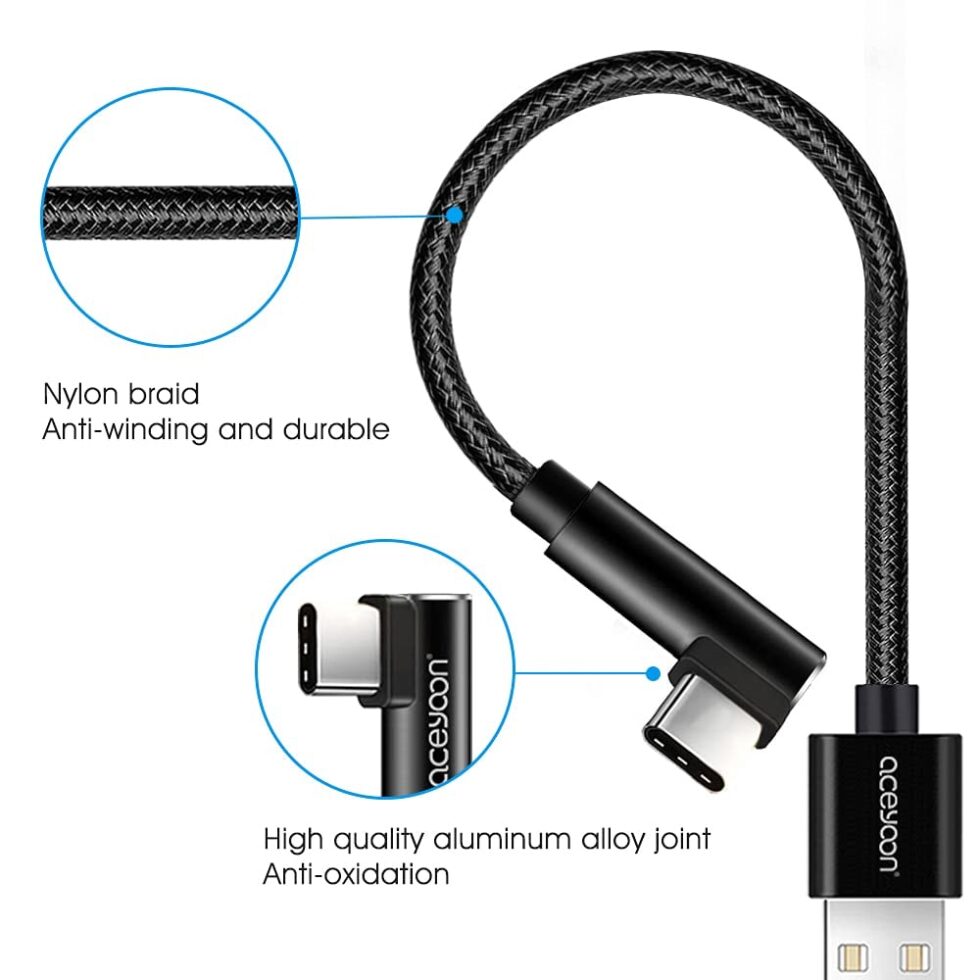 Nylon braid
Anti-winding and durable
aceyoon®
High quality aluminum alloy joint
Anti-oxidation
aceyoon®